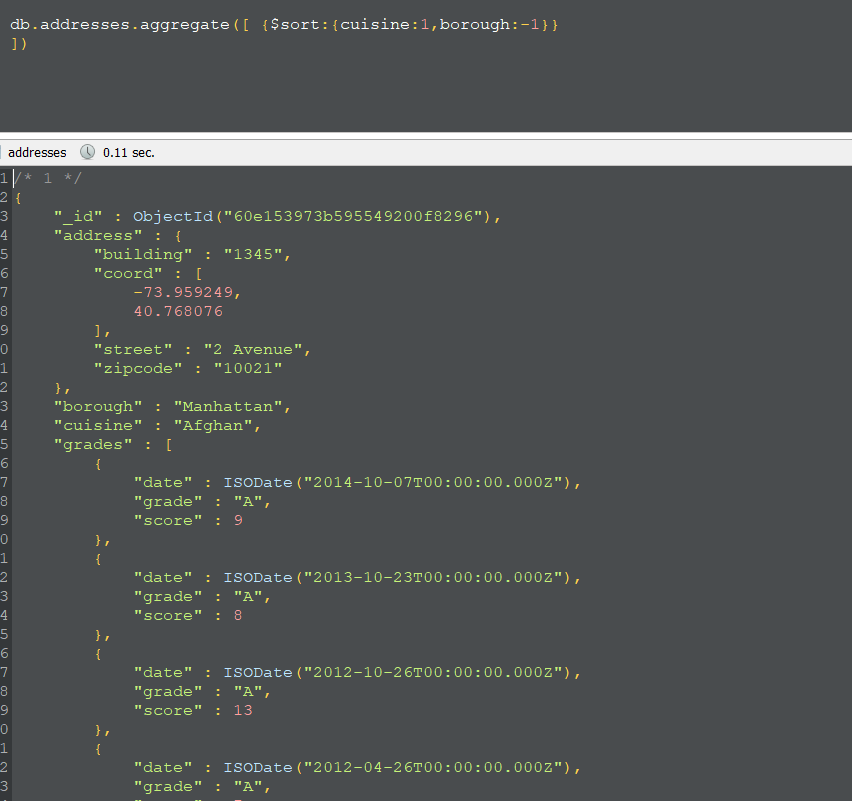 db.addresses.aggregate([ {$sort:{cuisine:1,borough:-1}}
])
addresses 0.11 sec.
1 /* 1 */
2 {
3 "_id" : ObjectId("60e153973b595549200f8296"),
4 "address" : {
5 "building" : "1345",
6 "coord" : [
7 -73.959249,
8 40.768076
9 ],
0 "street" : "2 Avenue",
1 "zipcode" : "10021"
2 },
3 "borough" : "Manhattan",
4 "cuisine" : "Afghan",
5 "grades" : [
6 {
7 "date" : ISODate("2014-10-07T00:00:00.000Z"),
8 "grade" : "A",
9 "score" : 9
0 },
1 {
2 "date" : ISODate("2013-10-23T00:00:00.000Z"),
3 "grade" : "A",
4 "score" : 8
5 },
6 {
7 "date" : ISODate("2012-10-26T00:00:00.000Z"),
8 "grade" : "A",
9 "score" : 13
0 },
1 {
2 "date" : ISODate("2012-04-26T00:00:00.000Z"),
3 "grade" : "A",